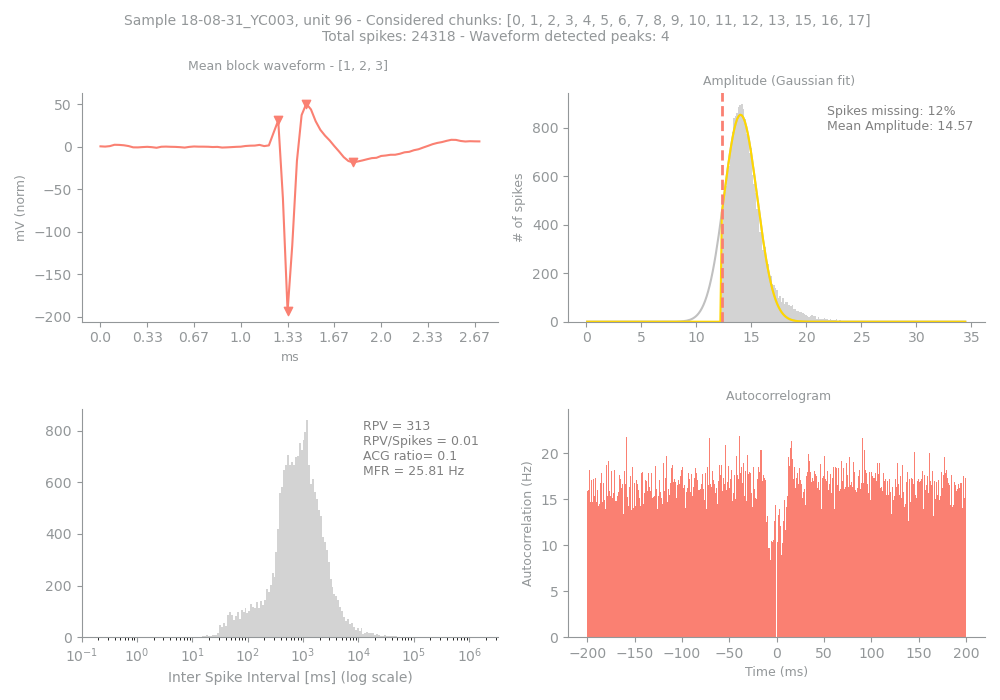 Sample 18-08-31_YC003, unit 96 - Considered chunks: [0, 1, 2, 3, 4, 5, 6, 7, 8, 9, 10, 11, 12, 13, 15, 16, 17]
Total spikes: 24318 - Waveform detected peaks: 4
Mean block waveform - [1, 2, 3]
50
0
−50
−100
−150
−200
mV (norm)
0.0 0.33 0.67 1.0 1.33 1.67 2.0 2.33 2.67
ms
Amplitude (Gaussian fit)
Spikes missing: 12%
Mean Amplitude: 14.57
800
600
400
200
0
# of spikes
0 5 10 15 20 25 30 35
RPV = 313
RPV/Spikes = 0.01
ACG ratio= 0.1
MFR = 25.81 Hz
800
600
400
200
0
10⁻¹ 10⁰ 10¹ 10² 10³ 10⁴ 10⁵ 10⁶
Inter Spike Interval [ms] (log scale)
Autocorrelogram
20
15
10
5
0
Autocorrelation (Hz)
−200 −150 −100 −50 0 50 100 150 200
Time (ms)